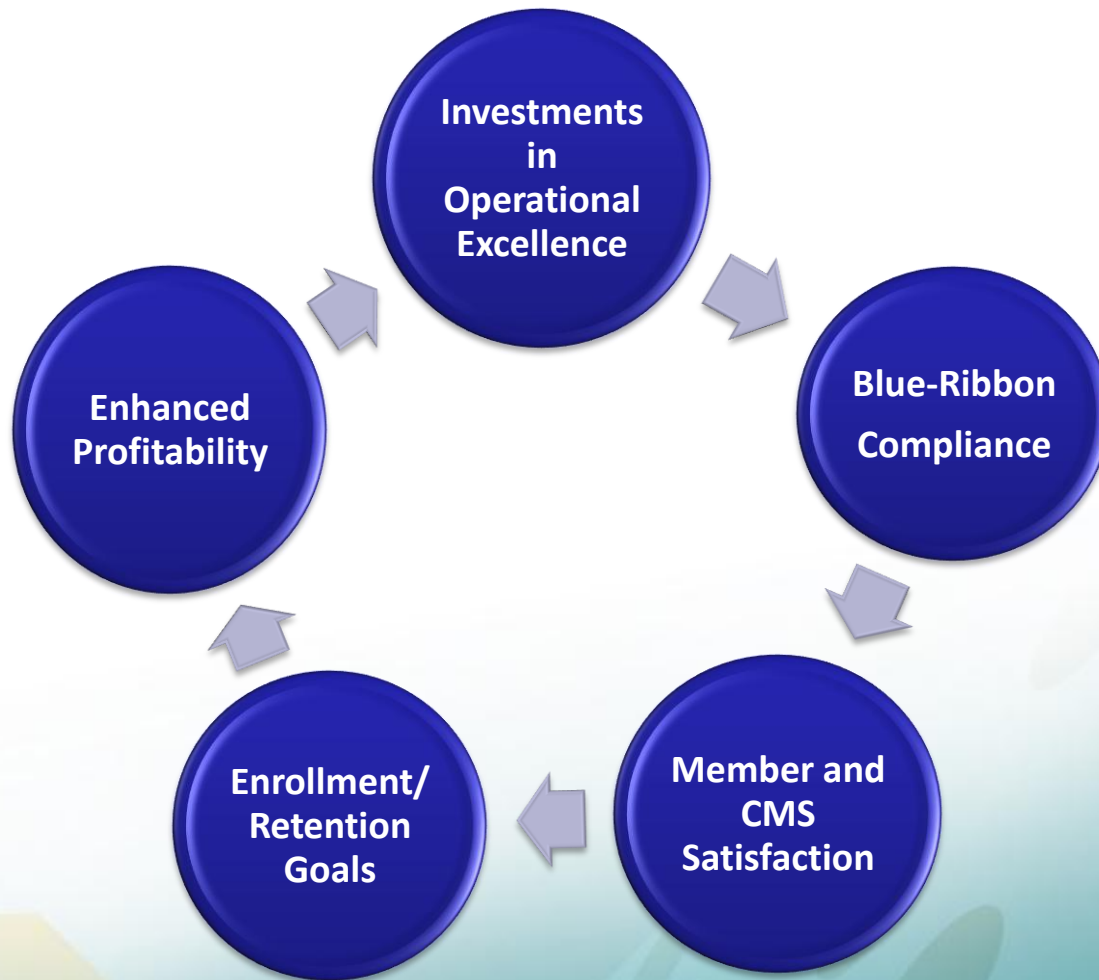 Investments
in
Operational
Excellence
Blue-Ribbon
Compliance
Member and
CMS
Satisfaction
Enrollment/
Retention
Goals
Enhanced
Profitability